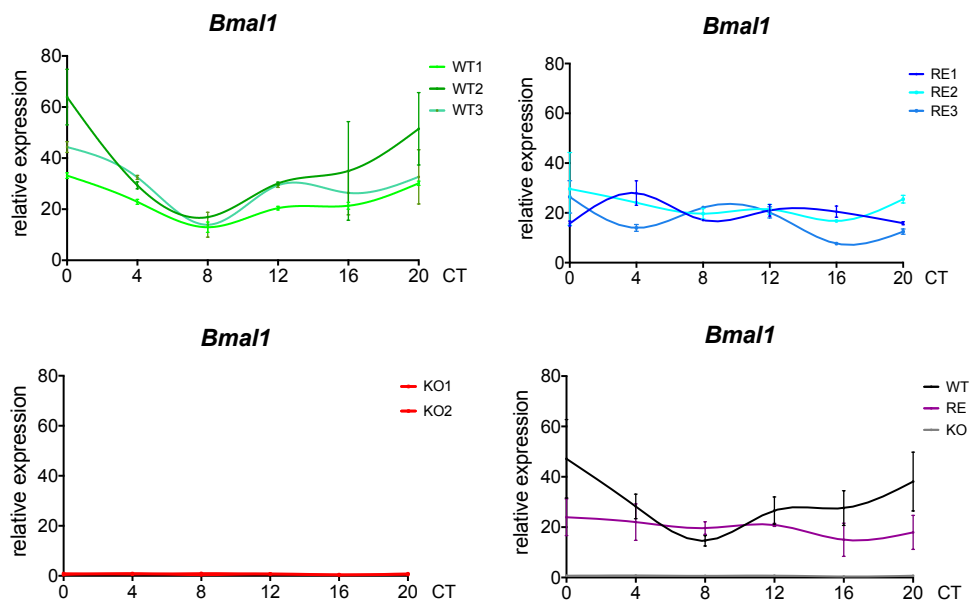 Bmal1
relative expression
80
60
40
20
0
0 4 8 12 16 20 CT
WT1
WT2
WT3
Bmal1
relative expression
80
60
40
20
0
0 4 8 12 16 20 CT
RE1
RE2
RE3
Bmal1
relative expression
80
60
40
20
0
0 4 8 12 16 20 CT
KO1
KO2
Bmal1
relative expression
80
60
40
20
0
0 4 8 12 16 20 CT
WT
RE
KO